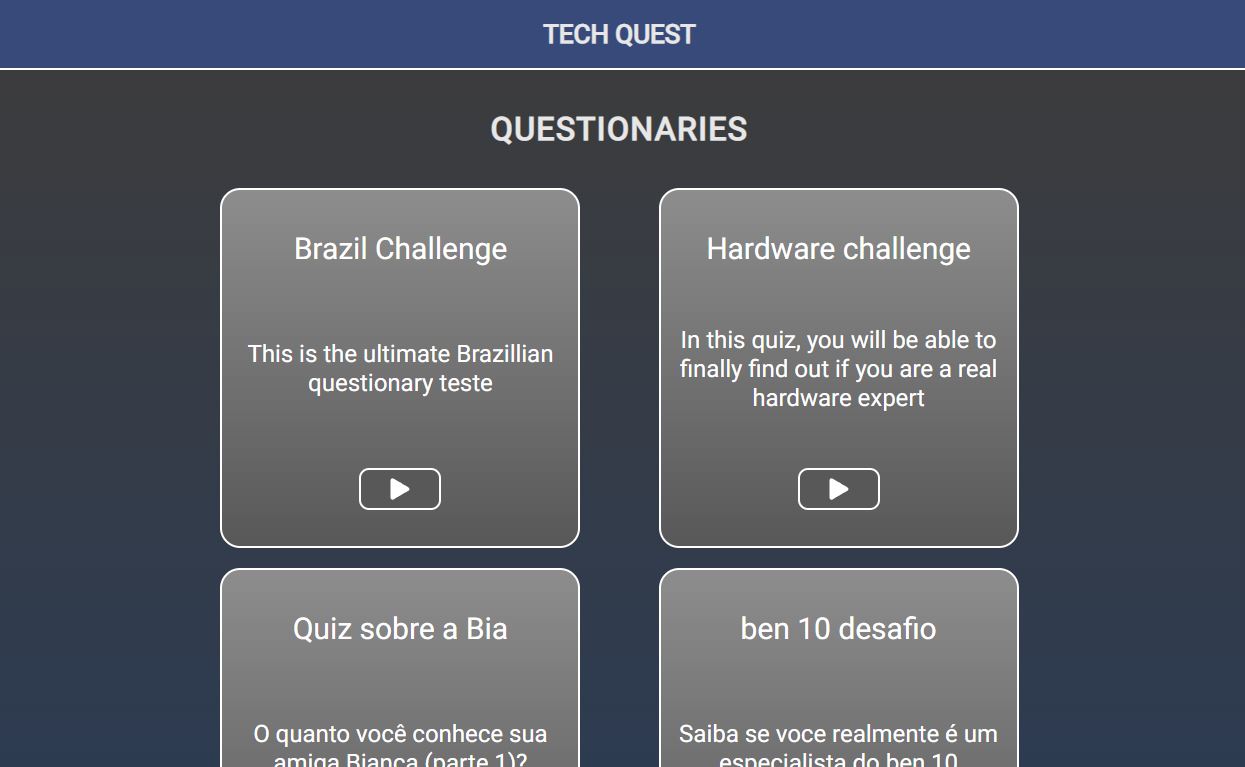 TECH QUEST
QUESTIONARIES
Brazil Challenge
This is the ultimate Brazillian
questionary teste
Hardware challenge
In this quiz, you will be able to
finally find out if you are a real
hardware expert
Quiz sobre a Bia
O quanto você conhece sua
amiga Bianca (parte 1)?
ben 10 desafio
Saiba se voce realmente é um
especialista do ben 10